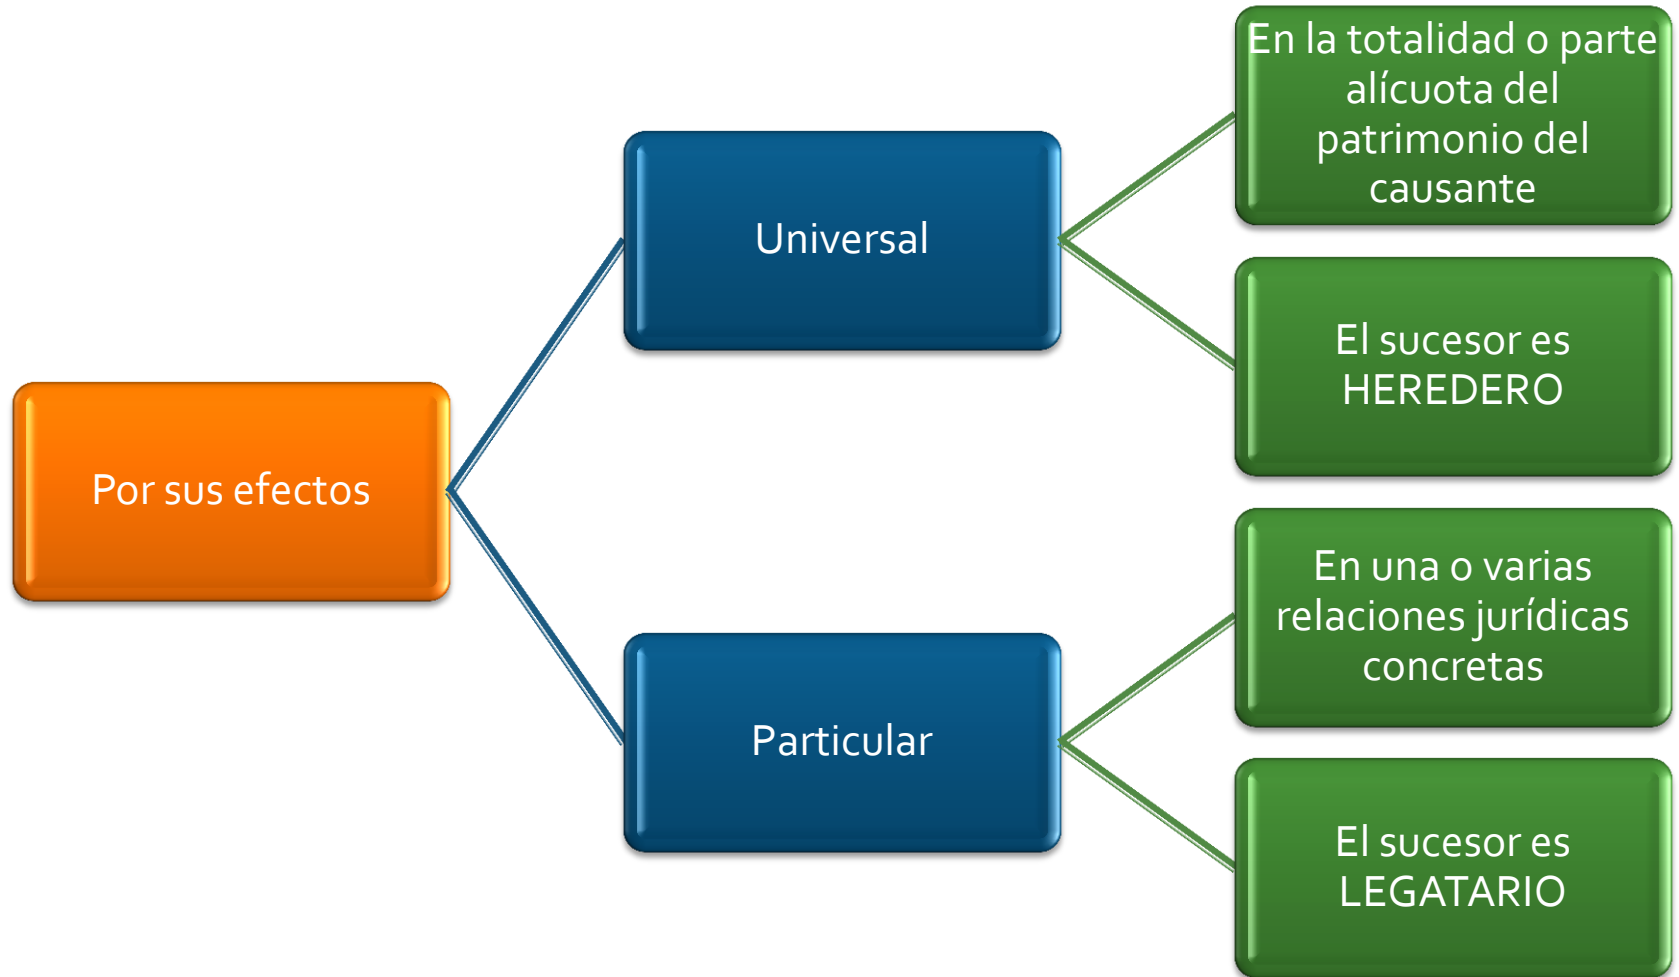 Por sus efectos
Universal
En la totalidad o parte
alícuota del
patrimonio del
causante
El sucesor es
HEREDERO
Particular
En una o varias
relaciones jurídicas
concretas
El sucesor es
LEGATARIO